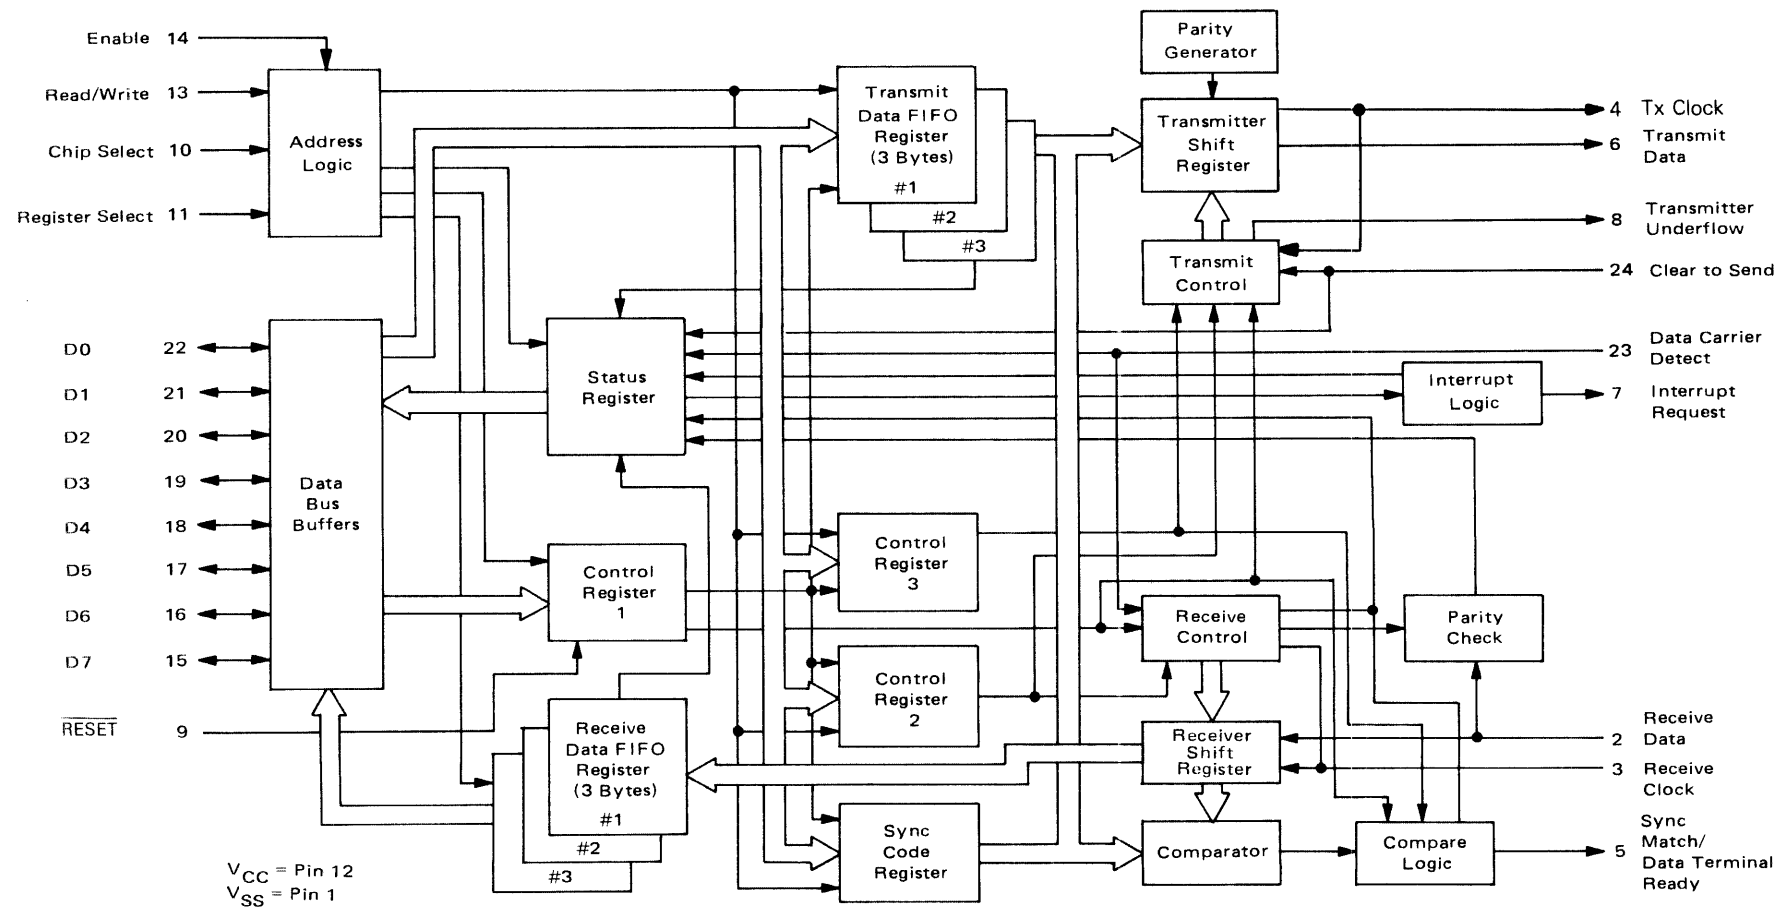 Enable 14
Read/Write 13
Chip Select 10
Register Select 11
Address
Logic
D0 22
D1 21
D2 20
D3 19
D4 18
D5 17
D6 16
D7 15
RESET 9
Data
Bus
Buffers
VCC = Pin 12
VSS = Pin 1
Status
Register
Control
Register
1
Receive
Data FIFO
Register
(3 Bytes)
#1
#2
#3
Transmit
Data FIFO
Register
(3 Bytes)
#1
#2
#3
Control
Register
3
Control
Register
2
Sync
Code
Register
Parity
Generator
Transmitter
Shift
Register
Transmit
Control
Receive
Control
Receiver
Shift
Register
Comparator
Interrupt
Logic
Parity
Check
Compare
Logic
4 Tx Clock
6 Transmit
Data
8 Transmitter
Underflow
24 Clear to Send
23 Data Carrier
Detect
7 Interrupt
Request
2 Receive
Data
3 Receive
Clock
5 Sync
Match/
Data Terminal
Ready